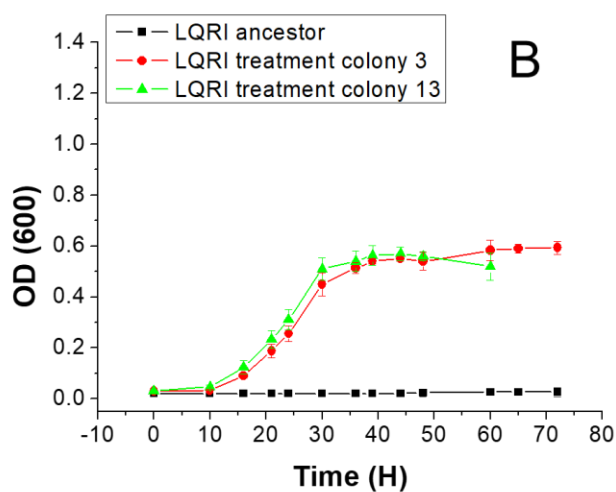 LQRI ancestor
LQRI treatment colony 3
LQRI treatment colony 13
B
1.4
1.2
1.0
0.8
0.6
0.4
0.2
0.0
OD (600)
-10 0 10 20 30 40 50 60 70 80
Time (H)